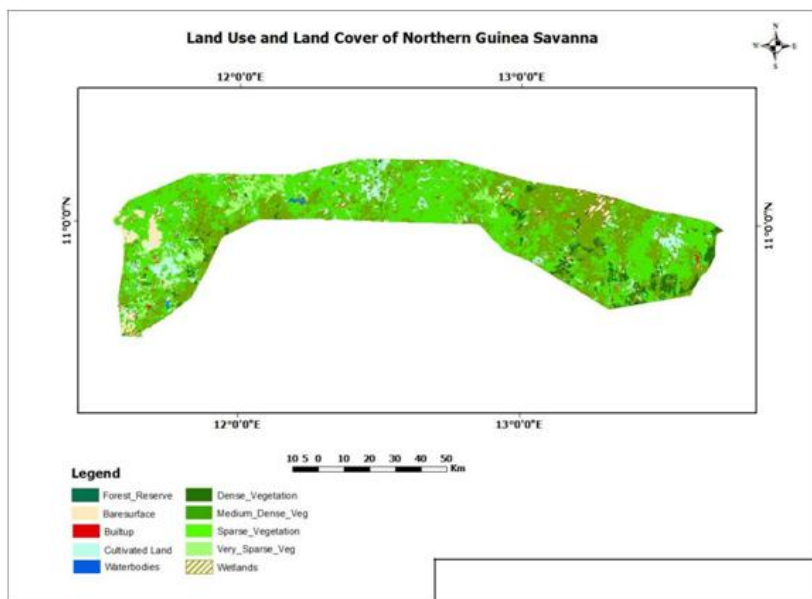 Land Use and Land Cover of Northern Guinea Savanna
N
W E
S
12°0'0"E 13°0'0"E
11°0'0"N 11°0'0"N
12°0'0"E 13°0'0"E
10 5 0 10 20 30 40 50
Km
Legend
Forest_Reserve Dense_Vegetation
Baresurface Medium_Dense_Veg
Builtup Sparse_Vegetation
Cultivated Land Very_Sparse_Veg
Waterbodies Wetlands